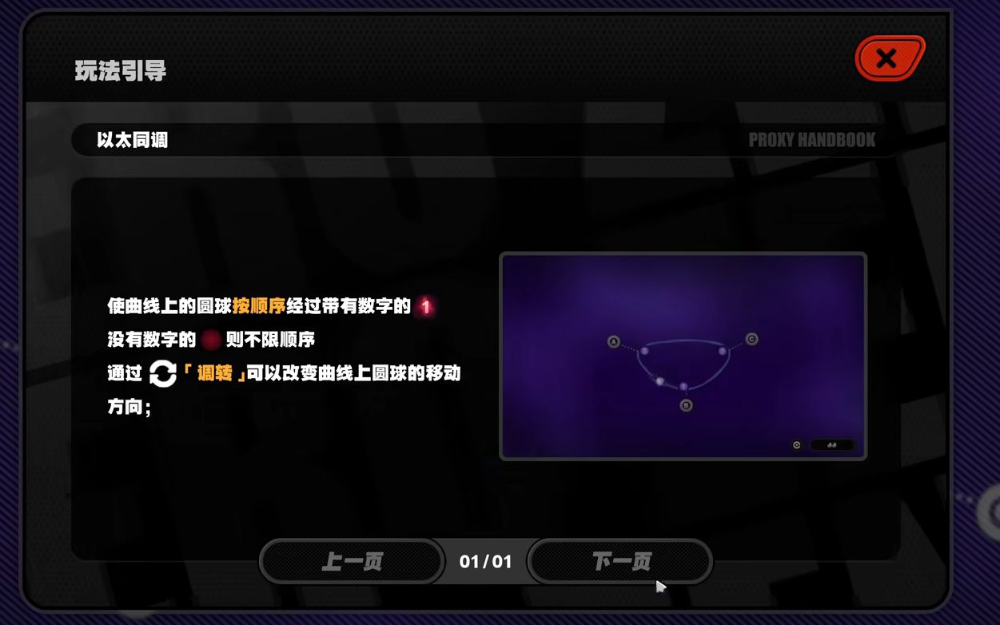 玩法引导
以太同调
PROXY HANDBOOK
使曲线上的圆球按顺序经过带有数字的 1
没有数字的 则不限顺序
通过 「调转」可以改变曲线上圆球的移动
方向；
A
C
B
上一页
01/01
下一页